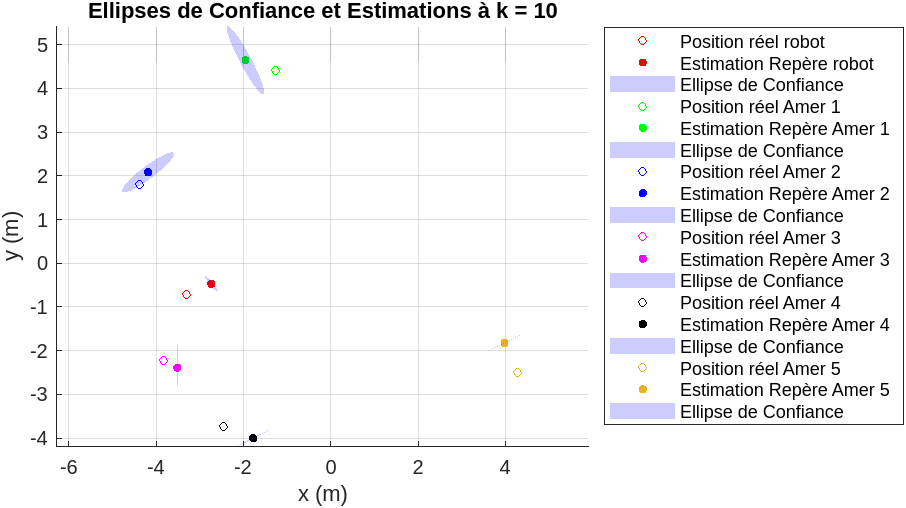 Ellipses de Confiance et Estimations à k = 10
5
4
3
2
1
0
-1
-2
-3
-4
y (m)
-6
-4
-2
0
2
4
x (m)
Position réel robot
Estimation Repère robot
Ellipse de Confiance
Position réel Amer 1
Estimation Repère Amer 1
Ellipse de Confiance
Position réel Amer 2
Estimation Repère Amer 2
Ellipse de Confiance
Position réel Amer 3
Estimation Repère Amer 3
Ellipse de Confiance
Position réel Amer 4
Estimation Repère Amer 4
Ellipse de Confiance
Position réel Amer 5
Estimation Repère Amer 5
Ellipse de Confiance